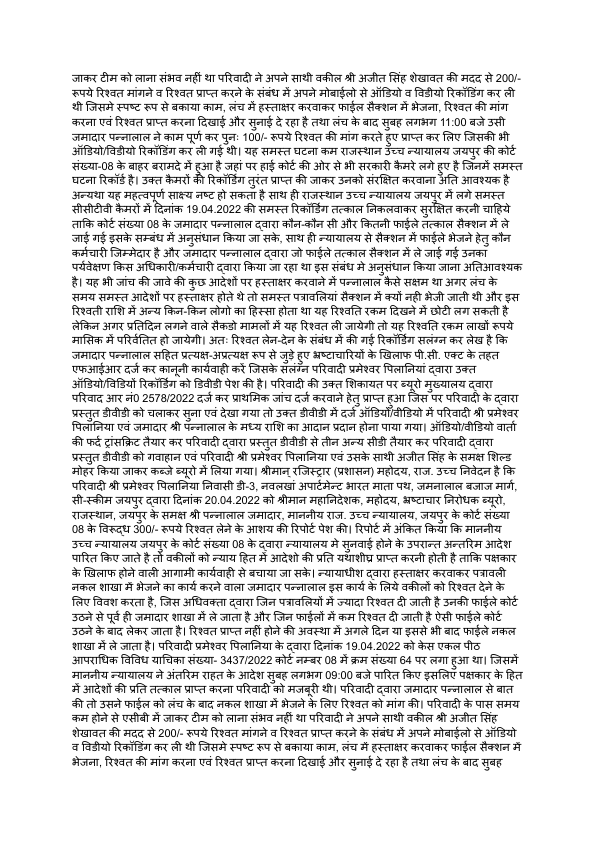 जाकर टीम को लाना संभव नहीं था परिवादी ने अपने साथी वकील श्री अजीत सिंह शेखावत की मदद से 200/-
रूपये रिश्वत मांगने व रिश्वत प्राप्त करने के संबंध में अपने मोबाईलो से ऑडियो व विडीयो रिकॉडिंग कर ली
थी जिसमे स्पष्ट रूप से बकाया काम, लंच में हस्ताक्षर करवाकर फाईल सैक्शन में भेजना, रिश्वत की मांग
करना एवं रिश्वत प्राप्त करना दिखाई और सुनाई दे रहा है तथा लंच के बाद सुबह लगभग 11:00 बजे उसी
जमादार पन्नालाल ने काम पूर्ण कर पुनः 100/- रूपये रिश्वत की मांग करते हुए प्राप्त कर लिए जिसकी भी
ऑडियो/विडीयो रिकॉडिंग कर ली गई थी। यह समस्त घटना कम राजस्थान उच्च न्यायालय जयपुर की कोर्ट
संख्या-08 के बाहर बरामदे में हुआ है जहां पर हाई कोर्ट की ओर से भी सरकारी कैमरे लगे हुए है जिनमें समस्त
घटना रिकॉर्ड है। उक्त कैमरों की रिकॉर्डिंग तुरंत प्राप्त की जाकर उनको संरक्षित करवाना अति आवश्यक है
अन्यथा यह महत्वपूर्ण साक्ष्य नष्ट हो सकता है साथ ही राजस्थान उच्च न्यायालय जयपुर में लगे समस्त
सीसीटीवी कैमरों में दिनांक 19.04.2022 की समस्त रिकॉर्डिंग तत्काल निकलवाकर सुरक्षित करनी चाहिये
ताकि कोर्ट संख्या 08 के जमादार पन्नालाल द्वारा कौन-कौन सी और कितनी फाईले तत्काल सैक्शन में ले
जाई गई इसके सम्बंध में अनुसंधान किया जा सके, साथ ही न्यायालय से सैक्शन में फाईले भेजने हेतु कौन
कर्मचारी जिम्मेदार है और जमादार पन्नालाल द्वारा जो फाईले तत्काल सैक्शन में ले जाई गई उनका
पर्यवेक्षण किस अधिकारी/कर्मचारी द्वारा किया जा रहा था इस संबंध मे अनुसंधान किया जाना अतिआवश्यक
है। यह भी जांच की जावे की कुछ आदेशों पर हस्ताक्षर करवाने में पन्नालाल कैसे सक्षम था अगर लंच के
समय समस्त आदेशों पर हस्ताक्षर होते थे तो समस्त पत्रावलियां सैक्शन में क्यों नही भेजी जाती थी और इस
रिश्वती राशि में अन्य किन-किन लोगो का हिस्सा होता था यह रिश्वति रकम दिखने में छोटी लग सकती है
लेकिन अगर प्रतिदिन लगने वाले सैकडो मामलों में यह रिश्वत ली जायेगी तो यह रिश्वति रकम लाखों रूपये
मासिक में परिर्वतित हो जायेगी। अतः रिश्वत लेन-देन के संबंध में की गई रिकॉर्डिंग सलंग्न कर लेख है कि
जमादार पन्नालाल सहित प्रत्यक्ष-अप्रत्यक्ष रूप से जुडे हुए भ्रष्टाचारियों के खिलाफ पी.सी. एक्ट के तहत
एफआईआर दर्ज कर कानूनी कार्यवाही करें जिसके सलंग्न परिवादी प्रमेश्वर पिलानियां द्वारा उक्त
ऑडियो/विडियों रिकॉर्डिंग को डिवीडी पेश की है। परिवादी की उक्त शिकायत पर ब्यूरो मुख्यालय द्वारा
परिवाद आर नं0 2578/2022 दर्ज कर प्राथमिक जांच दर्ज करवाने हेतु प्राप्त हुआ जिस पर परिवादी के द्वारा
प्रस्तुत डीवीडी को चलाकर सुना एवं देखा गया तो उक्त डीवीडी में दर्ज ऑडियो/वीडियो में परिवादी श्री प्रमेश्वर
पिलानिया एवं जमादार श्री पन्नालाल के मध्य राशि का आदान प्रदान होना पाया गया। ऑडियो/वीडियो वार्ता
की फर्द ट्रांसक्रिट तैयार कर परिवादी द्वारा प्रस्तुत डीवीडी से तीन अन्य सीडी तैयार कर परिवादी द्वारा
प्रस्तुत डीवीडी को गवाहान एवं परिवादी श्री प्रमेश्वर पिलानिया एवं उसके साथी अजीत सिंह के समक्ष शिल्ड
मोहर किया जाकर कब्जे ब्यूरो में लिया गया। श्रीमान् रजिस्ट्रार (प्रशासन) महोदय, राज. उच्च निवेदन है कि
परिवादी श्री प्रमेश्वर पिलानिया निवासी डी-3, नवलखां अपार्टमेन्ट भारत माता पथ, जमनालाल बजाज मार्ग,
सी-स्कीम जयपुर द्वारा दिनांक 20.04.2022 को श्रीमान महानिदेशक, महोदय, भ्रष्टाचार निरोधक ब्यूरो,
राजस्थान, जयपुर के समक्ष श्री पन्नालाल जमादार, माननीय राज. उच्च न्यायालय, जयपुर के कोर्ट संख्या
08 के विरूद्ध 300/- रूपये रिश्वत लेने के आशय की रिपोर्ट पेश की। रिपोर्ट में अंकित किया कि माननीय
उच्च न्यायालय जयपुर के कोर्ट संख्या 08 के द्वारा न्यायालय मे सुनवाई होने के उपरान्त अन्तरिम आदेश
पारित किए जाते है तो वकीलों को न्याय हित में आदेशो की प्रति यथाशीघ्र प्राप्त करनी होती है ताकि पक्षकार
के खिलाफ होने वाली आगामी कार्यवाही से बचाया जा सके। न्यायाधीश द्वारा हस्ताक्षर करवाकर पत्रावली
नकल शाखा में भेजने का कार्य करने वाला जमादार पन्नालाल इस कार्य के लिये वकीलों को रिश्वत देने के
लिए विवश करता है, जिस अधिवक्ता द्वारा जिन पत्रावलियों में ज्यादा रिश्वत दी जाती है उनकी फाईले कोर्ट
उठने से पूर्व ही जमादार शाखा में ले जाता है और जिन फाईलों में कम रिश्वत दी जाती है ऐसी फाईले कोर्ट
उठने के बाद लेकर जाता है। रिश्वत प्राप्त नहीं होने की अवस्था में अगले दिन या इससे भी बाद फाईले नकल
शाखा में ले जाता है। परिवादी प्रमेश्वर पिलानिया के द्वारा दिनांक 19.04.2022 को केस एकल पीठ
आपराधिक विविध याचिका संख्या- 3437/2022 कोर्ट नम्बर 08 में क्रम संख्या 64 पर लगा हुआ था। जिसमें
माननीय न्यायालय ने अंतरिम राहत के आदेश सुबह लगभग 09:00 बजे पारित किए इसलिए पक्षकार के हित
में आदेशों की प्रति तत्काल प्राप्त करना परिवादी को मजबूरी थी। परिवादी द्वारा जमादार पन्नालाल से बात
की तो उसने फाईल को लंच के बाद नकल शाखा में भेजने के लिए रिश्वत को मांग की। परिवादी के पास समय
कम होने से एसीबी में जाकर टीम को लाना संभव नहीं था परिवादी ने अपने साथी वकील श्री अजीत सिंह
शेखावत की मदद से 200/- रूपये रिश्वत मांगने व रिश्वत प्राप्त करने के संबंध में अपने मोबाईलो से ऑडियो
व विडीयो रिकॉडिंग कर ली थी जिसमे स्पष्ट रूप से बकाया काम, लंच में हस्ताक्षर करवाकर फाईल सैक्शन में
भेजना, रिश्वत की मांग करना एवं रिश्वत प्राप्त करना दिखाई और सुनाई दे रहा है तथा लंच के बाद सुबह